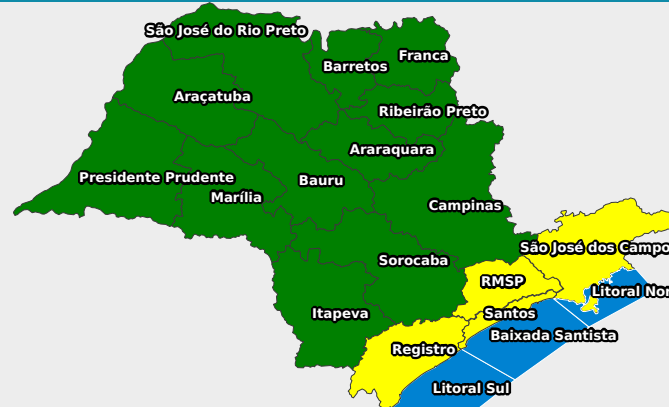 São José do Rio Preto
Franca
Barretos
Araçatuba
Ribeirão Preto
Araraquara
Presidente Prudente
Bauru
Marília
Campinas
São José dos Campo
Sorocaba
RMSP
Litoral Nor
Itapeva
Santos
Baixada Santista
Registro
Litoral Sul